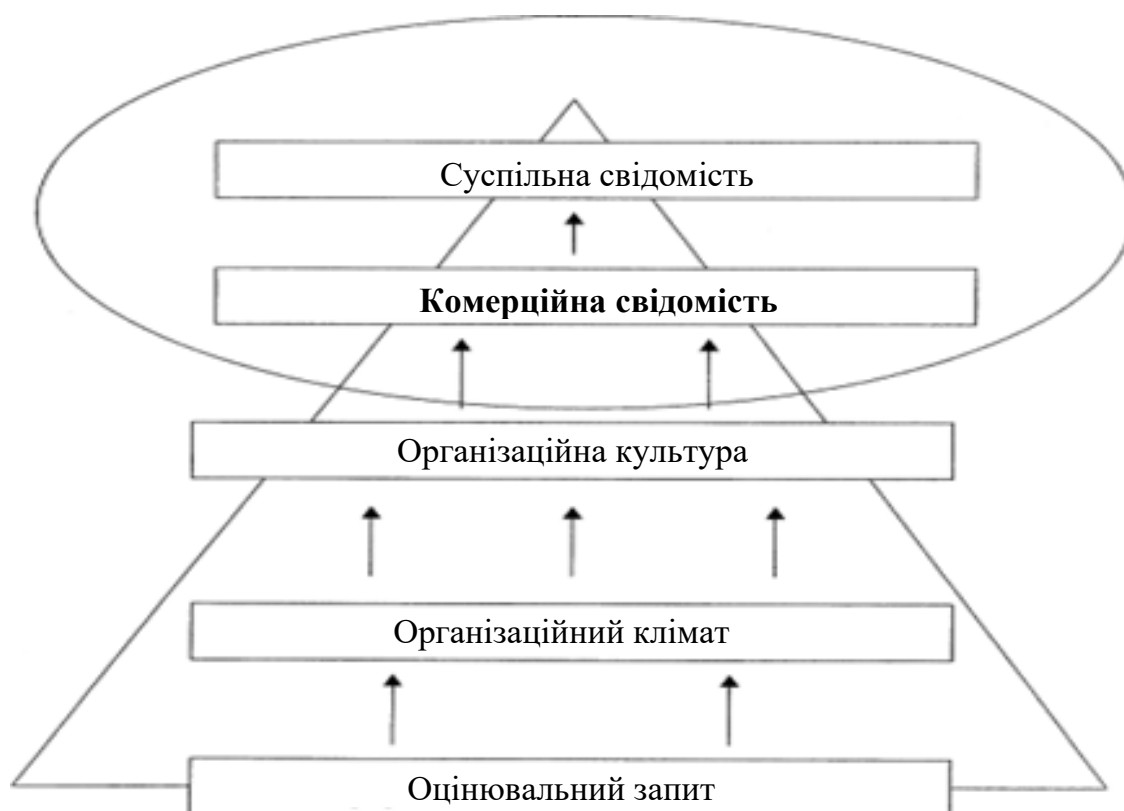 Суспільна свідомість
Комерційна свідомість
Організаційна культура
Організаційний клімат
Оцінювальний запит